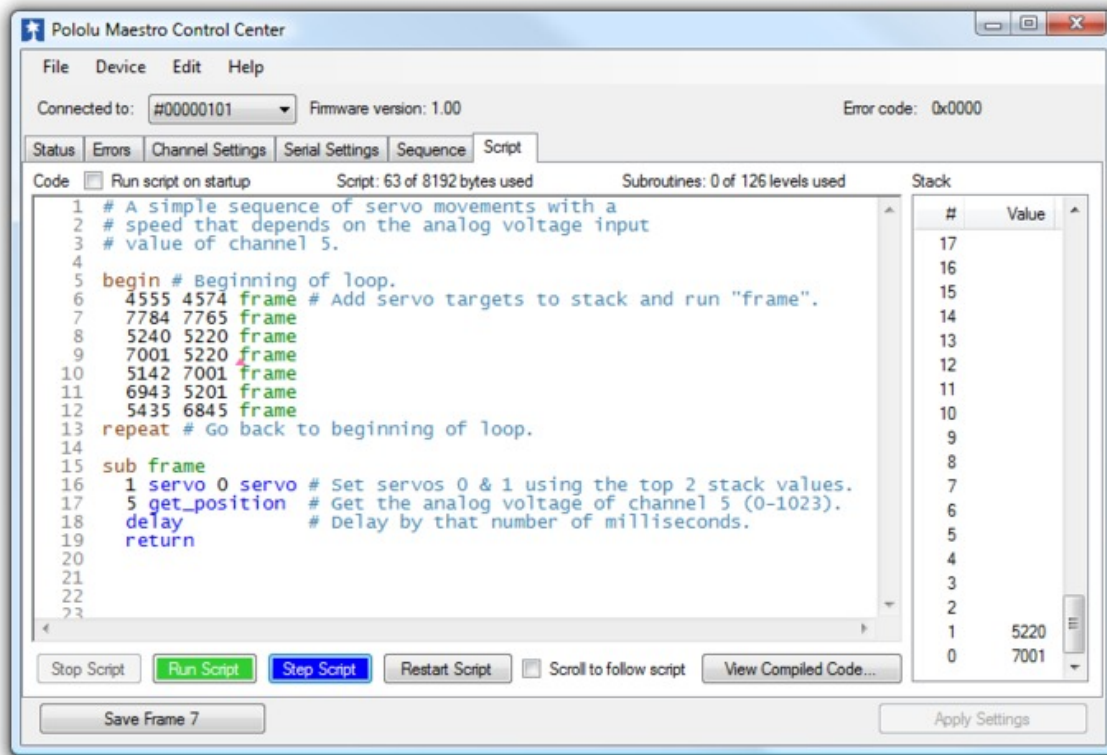 Pololu Maestro Control Center
File Device Edit Help
Connected to: #00000101 Firmware version: 1.00 Error code: 0x0000
Status Errors Channel Settings Serial Settings Sequence Script
Code Run script on startup Script: 63 of 8192 bytes used Subroutines: 0 of 126 levels used Stack
1 # A simple sequence of servo movements with a
2 # speed that depends on the analog voltage input
3 # value of channel 5.
4
5 begin # Beginning of loop.
6 4555 4574 frame # Add servo targets to stack and run "frame".
7 7784 7765 frame
8 5240 5220 frame
9 7001 5220 frame
10 5142 7001 frame
11 6943 5201 frame
12 5435 6845 frame
13 repeat # Go back to beginning of loop.
14
15 sub frame
16 1 servo 0 servo # Set servos 0 & 1 using the top 2 stack values.
17 5 get_position # Get the analog voltage of channel 5 (0-1023).
18 delay # Delay by that number of milliseconds.
19 return
20
21
22
23
# Value
17
16
15
14
13
12
11
10
9
8
7
6
5
4
3
2
1 5220
0 7001
Stop Script Run Script Step Script Restart Script Scroll to follow script View Compiled Code...
Save Frame 7 Apply Settings